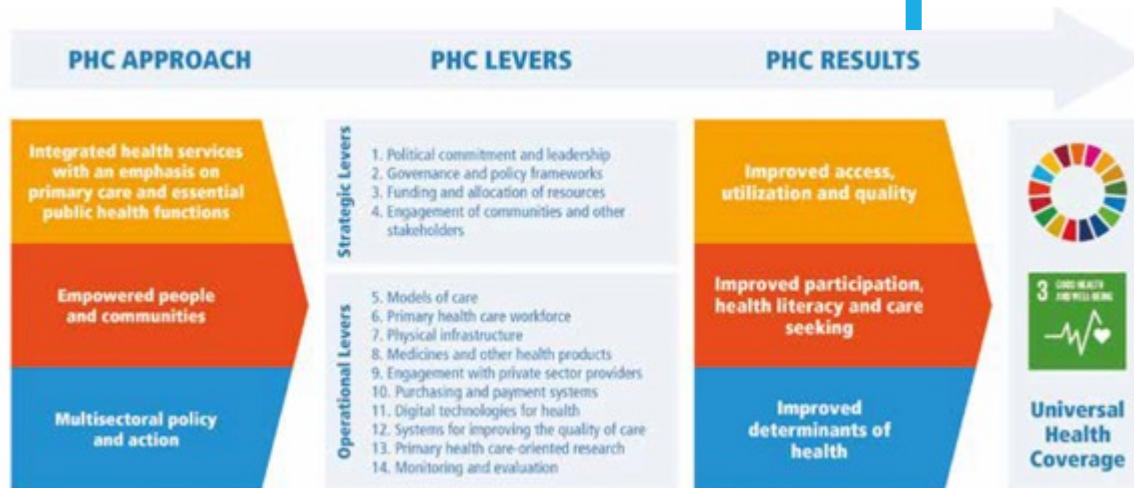 PHC APPROACH
PHC LEVERS
PHC RESULTS
Integrated health services
with an emphasis on
primary care and essential
public health functions
Empowered people
and communities
Multisectoral policy
and action
Strategic Levers
1. Political commitment and leadership
2. Governance and policy frameworks
3. Funding and allocation of resources
4. Engagement of communities and other
stakeholders
Operational Levers
5. Models of care
6. Primary health care workforce
7. Physical infrastructure
8. Medicines and other health products
9. Engagement with private sector providers
10. Purchasing and payment systems
11. Digital technologies for health
12. Systems for improving the quality of care
13. Primary health care-oriented research
14. Monitoring and evaluation
Improved access,
utilization and quality
Improved participation,
health literacy and care
seeking
Improved
determinants of
health
3 GOOD HEALTH
AND WELL-BEING
Universal
Health
Coverage